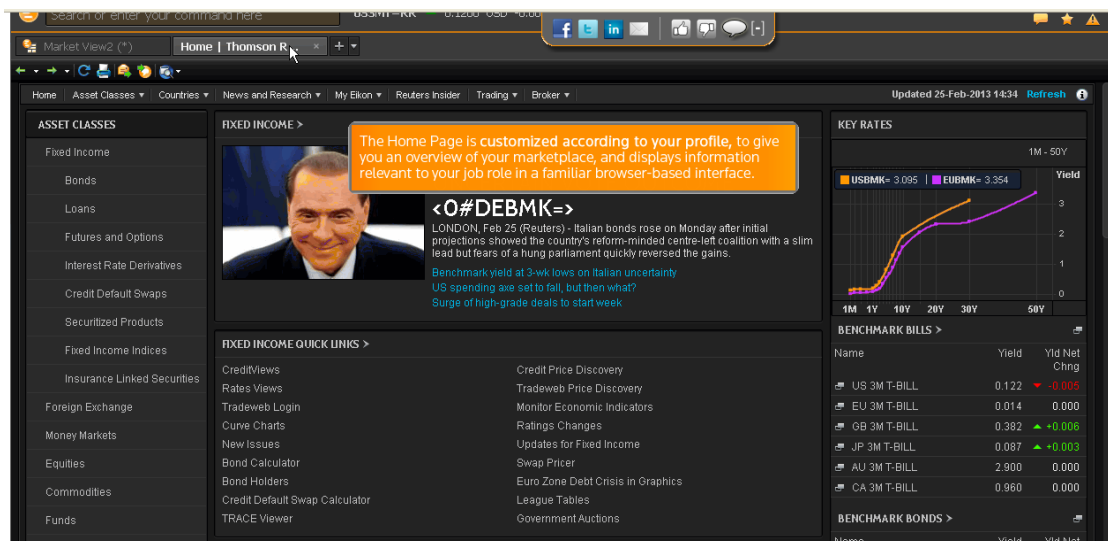 Search or enter your command here
US3MT=RR 0.1200 USD -0.00
[-]
Market View2 (*)
Home | Thomson R...
Home
Asset Classes
Countries
News and Research
My Eikon
Reuters Insider
Trading
Broker
Updated 25-Feb-2013 14:34 Refresh
ASSET CLASSES
Fixed Income
Bonds
Loans
Futures and Options
Interest Rate Derivatives
Credit Default Swaps
Securitized Products
Fixed Income Indices
Insurance Linked Securities
Foreign Exchange
Money Markets
Equities
Commodities
Funds
FIXED INCOME >
The Home Page is customized according to your profile, to give
you an overview of your marketplace, and displays information
relevant to your job role in a familiar browser-based interface.
<0#DEBMK=>
LONDON, Feb 25 (Reuters) - Italian bonds rose on Monday after initial
projections showed the country's reform-minded centre-left coalition with a slim
lead but fears of a hung parliament quickly reversed the gains.
Benchmark yield at 3-wk lows on Italian uncertainty
US spending axe set to fall, but then what?
Surge of high-grade deals to start week
FIXED INCOME QUICK LINKS >
CreditViews
Rates Views
Tradeweb Login
Curve Charts
New Issues
Bond Calculator
Bond Holders
Credit Default Swap Calculator
TRACE Viewer
Credit Price Discovery
Tradeweb Price Discovery
Monitor Economic Indicators
Ratings Changes
Updates for Fixed Income
Swap Pricer
Euro Zone Debt Crisis in Graphics
League Tables
Government Auctions
KEY RATES
1M - 50Y
USBMK= 3.095 EUBMK= 3.354
Yield
3
2
1
0
1M 1Y 10Y 20Y 30Y 50Y
BENCHMARK BILLS >
Name Yield Yld Net
Chng
US 3M T-BILL 0.122 -0.005
EU 3M T-BILL 0.014 0.000
GB 3M T-BILL 0.382 +0.006
JP 3M T-BILL 0.087 +0.003
AU 3M T-BILL 2.900 0.000
CA 3M T-BILL 0.960 0.000
BENCHMARK BONDS >
Name Yield Yld Net